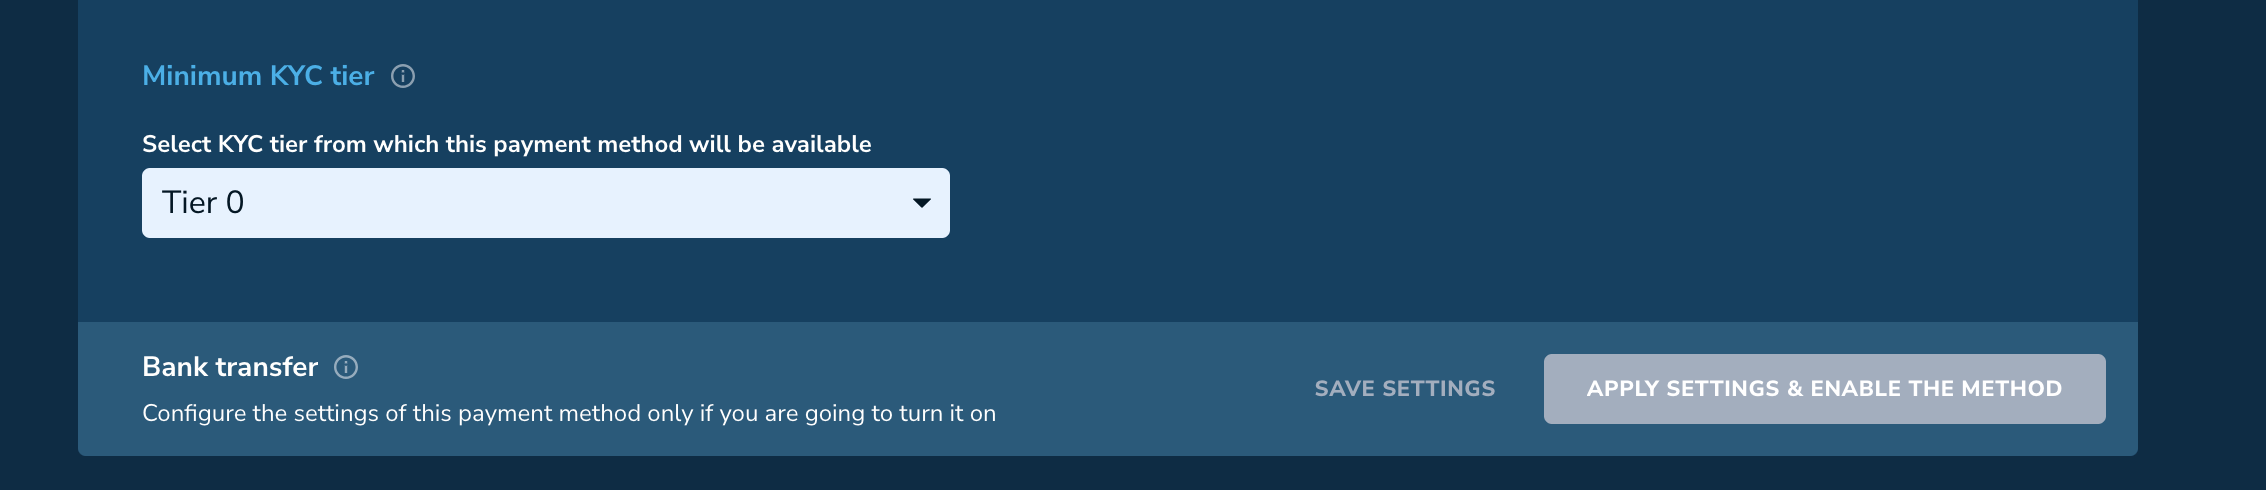 Minimum KYC tier
Select KYC tier from which this payment method will be available
Tier 0
Bank transfer
Configure the settings of this payment method only if you are going to turn it on
SAVE SETTINGS
APPLY SETTINGS & ENABLE THE METHOD